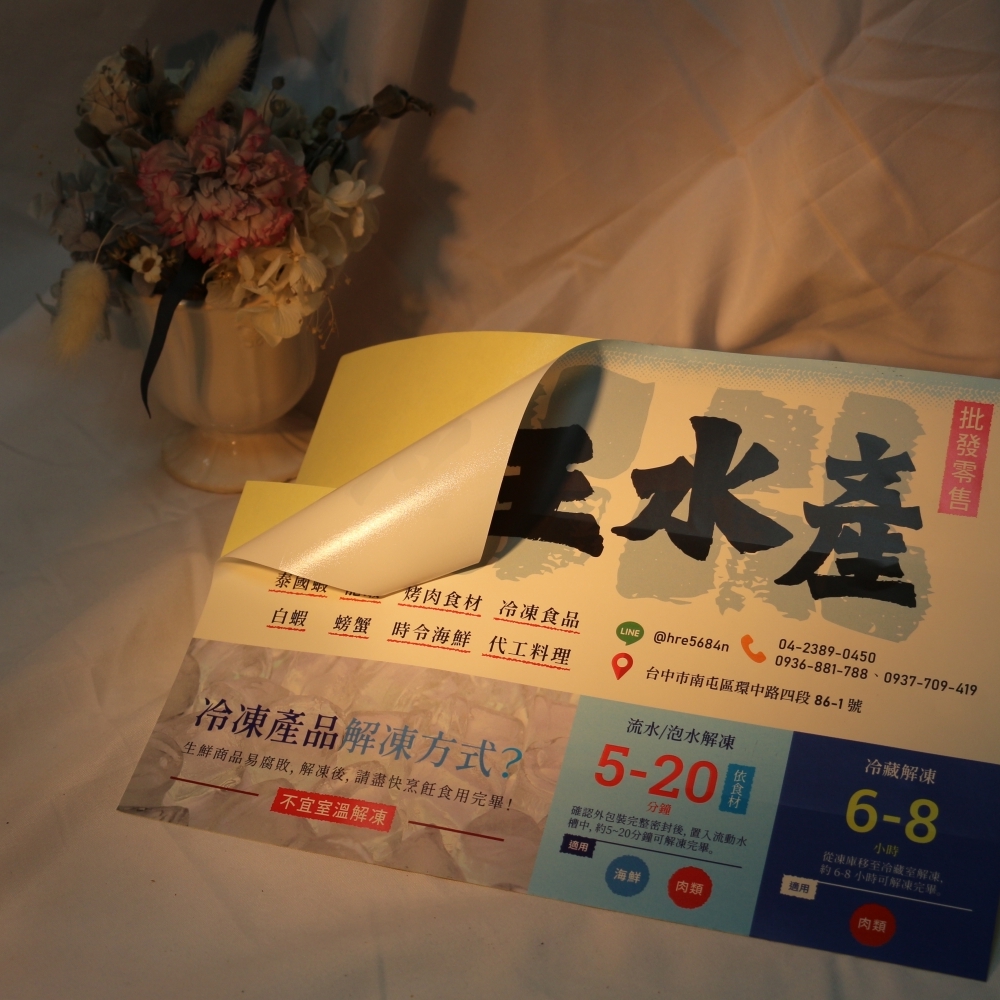 批發零售
王水產
泰國蝦 烤肉食材 冷凍食品
白蝦 螃蟹 時令海鮮 代工料理
LINE @hre5684n 04-2389-0450
0936-881-788、0937-709-419
台中市南屯區環中路四段 86-1 號
冷凍產品解凍方式?
生鮮商品易腐敗, 解凍後, 請盡快烹飪食用完畢!
不宜室溫解凍
流水/泡水解凍
5-20
分鐘
依食材
確認外包裝完整密封後, 置入流動水
槽中, 約5~20分鐘可解凍完畢。
適用
海鮮 肉類
冷藏解凍
6-8
小時
從凍庫移至冷藏室解凍,
約 6-8 小時可解凍完畢。
適用
肉類